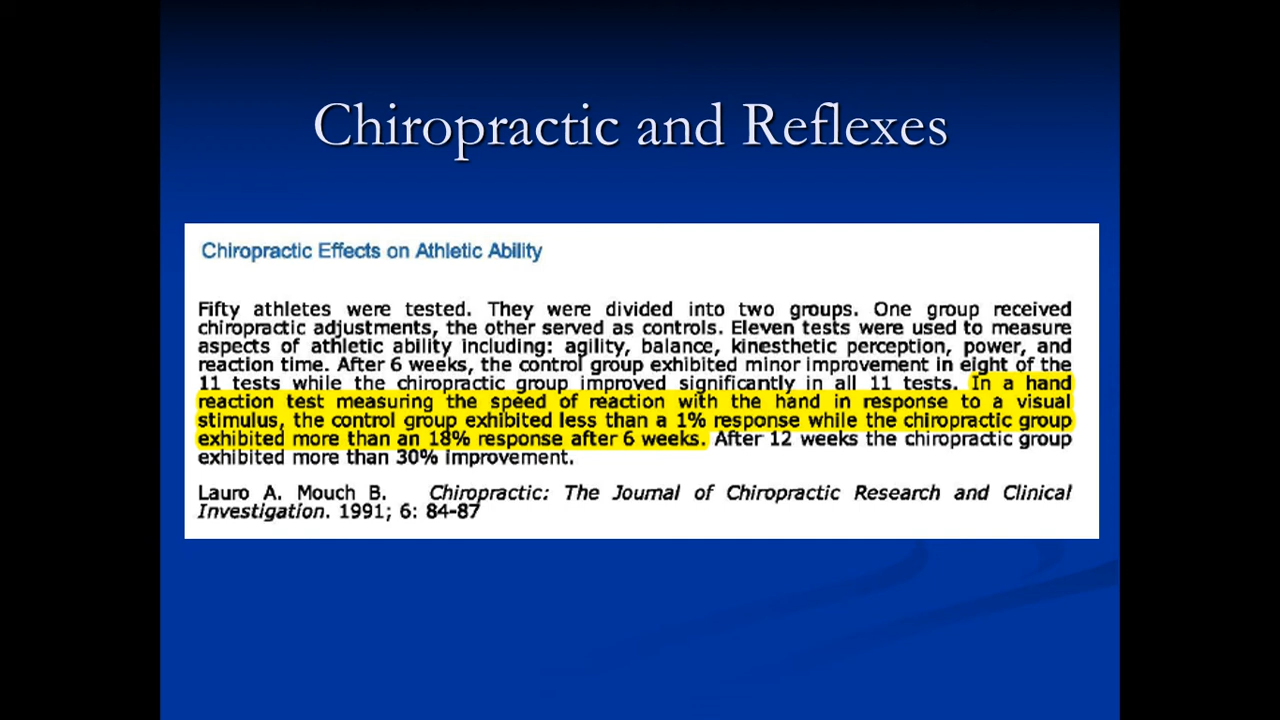 Chiropractic and Reflexes
Chiropractic Effects on Athletic Ability
Fifty athletes were tested. They were divided into two groups. One group received
chiropractic adjustments, the other served as controls. Eleven tests were used to measure
aspects of athletic ability including: agility, balance, kinesthetic perception, power, and
reaction time. After 6 weeks, the control group exhibited minor improvement in eight of the
11 tests while the chiropractic group improved significantly in all 11 tests. In a hand
reaction test measuring the speed of reaction with the hand in response to a visual
stimulus, the control group exhibited less than a 1% response while the chiropractic group
exhibited more than an 18% response after 6 weeks. After 12 weeks the chiropractic group
exhibited more than 30% improvement.
Lauro A. Mouch B. Chiropractic: The Journal of Chiropractic Research and Clinical
Investigation. 1991; 6: 84-87